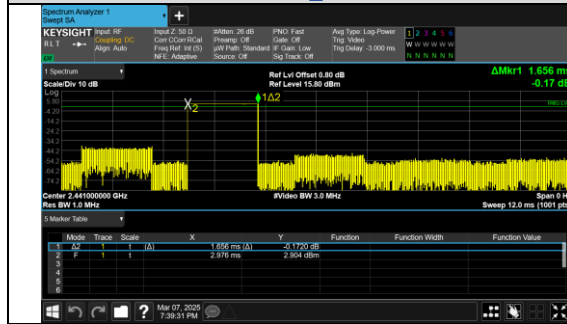 Spectrum Analyzer 1
Swept SA
+
KEYSIGHT Input: RF Input Z: 50 Ω #Atten: 26 dB PNO: Fast Avg Type: Log-Power 1 2 3 4 5 6
RLT Coupling: DC Corr CCorr RCal Preamp: Off Gate: Off Trig: Video W W W W W W
Align: Auto Freq Ref: Int (S) µW Path: Standard IF Gain: Low Trig Delay: -3.000 ms
NFE: Adaptive Source: Off Sig Track: Off N N N N N N
1 Spectrum
Ref Lvl Offset 0.80 dB ΔMkr1 1.656 ms
Scale/Div 10 dB Ref Level 15.80 dBm -0.17 dB
Log
5.80 X2 1Δ2
-4.20
-14.2
-24.2
-34.2
-44.2
-54.2
-64.2
-74.2
Center 2.441000000 GHz #Video BW 3.0 MHz Span 0 Hz
Res BW 1.0 MHz Sweep 12.0 ms (1001 pts)
5 Marker Table
Mode Trace Scale X Y Function Function Width Function Value
1 Δ2 1 t (Δ) 1.656 ms (Δ) -0.1720 dB
2 F 1 t 2.976 ms 2.904 dBm
3
4
5
6
? Mar 07, 2025
7:39:31 PM